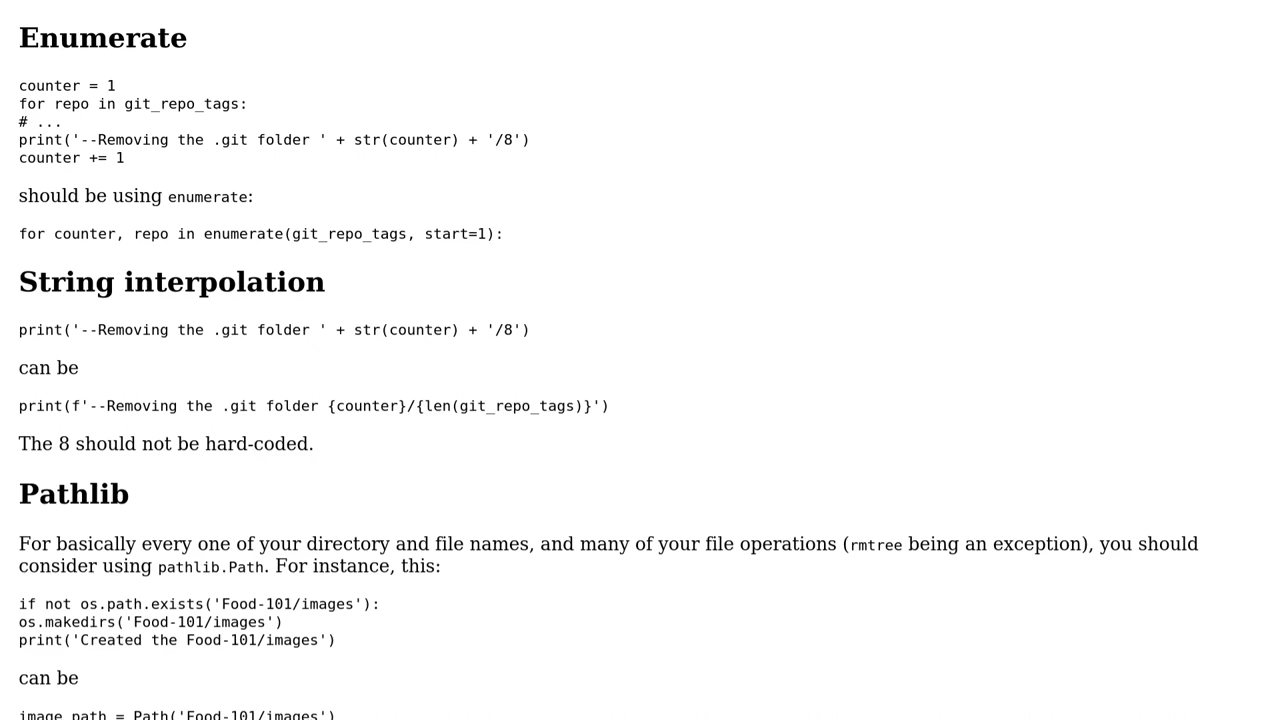 Enumerate
counter = 1
for repo in git_repo_tags:
# ...
print('--Removing the .git folder ' + str(counter) + '/8')
counter += 1
should be using enumerate:
for counter, repo in enumerate(git_repo_tags, start=1):
String interpolation
print('--Removing the .git folder ' + str(counter) + '/8')
can be
print(f'--Removing the .git folder {counter}/{len(git_repo_tags)}')
The 8 should not be hard-coded.
Pathlib
For basically every one of your directory and file names, and many of your file operations (rmtree being an exception), you should
consider using pathlib.Path. For instance, this:
if not os.path.exists('Food-101/images'):
os.makedirs('Food-101/images')
print('Created the Food-101/images')
can be
image_path = Path('Food-101/images')